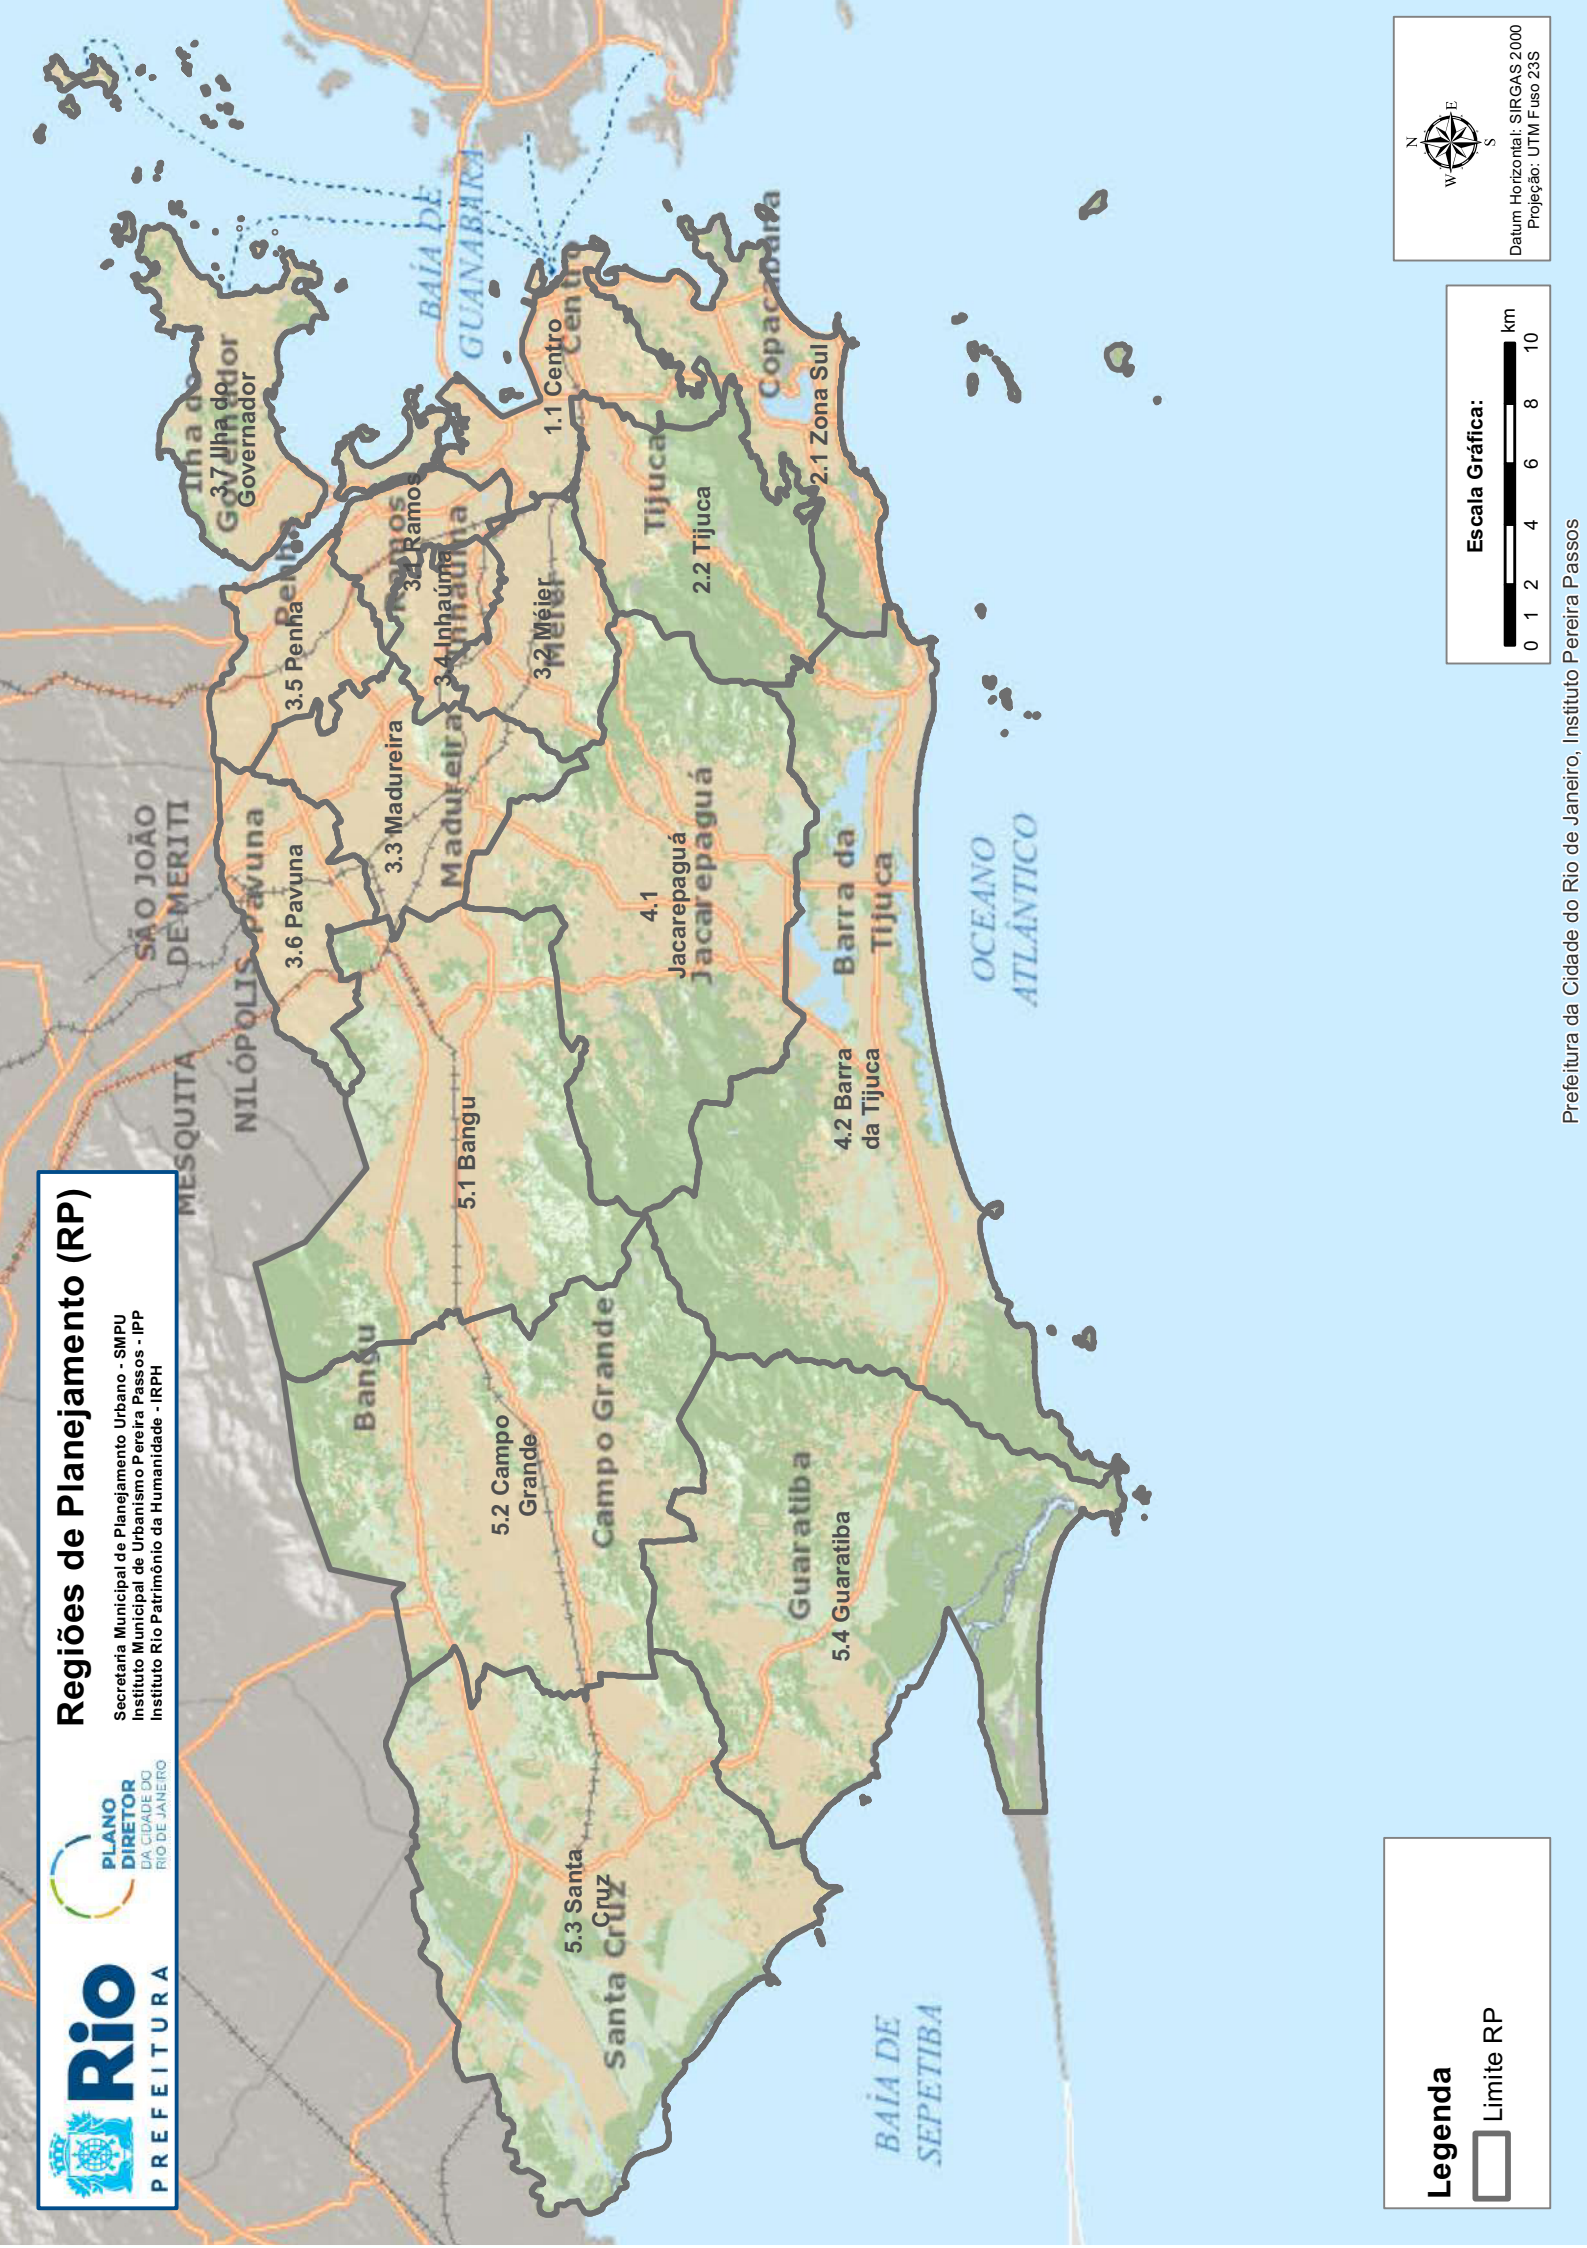 Rio
PREFEITURA
PLANO
DIRETOR
DA CIDADE DO
RIO DE JANEIRO
Regiões de Planejamento (RP)
Secretaria Municipal de Planejamento Urbano - SMPU
Instituto Municipal de Urbanismo Pereira Passos - IPP
Instituto Rio Patrimônio da Humanidade - IRPH
MESQUITA
NILÓPOLIS
SÃO JOÃO
DE MERITI
Pavuna
3.6 Pavuna
Penha
3.5 Penha
Ilha do
Governador
3.7 Ilha do
Governador
Ramos
3.1 Ramos
Inhaúma
3.4 Inhaúma
Madureira
3.3 Madureira
Méier
3.2 Méier
BAÍA DE
GUANABARA
Centro
1.1 Centro
Tijuca
2.2 Tijuca
Copacabana
2.1 Zona Sul
Bangu
5.1 Bangu
Campo Grande
5.2 Campo
Grande
5.3 Santa
Cruz
Santa Cruz
Guaratiba
5.4 Guaratiba
4.1
Jacarepaguá
Jacarepaguá
Barra da
Tijuca
4.2 Barra
da Tijuca
OCEANO
ATLÂNTICO
BAÍA DE
SEPETIBA
Legenda
Limite RP
Escala Gráfica:
0 1 2 4 6 8 10
km
N
W E
S
Datum Horizontal: SIRGAS 2000
Projeção: UTM Fuso 23S
Prefeitura da Cidade do Rio de Janeiro, Instituto Pereira Passos